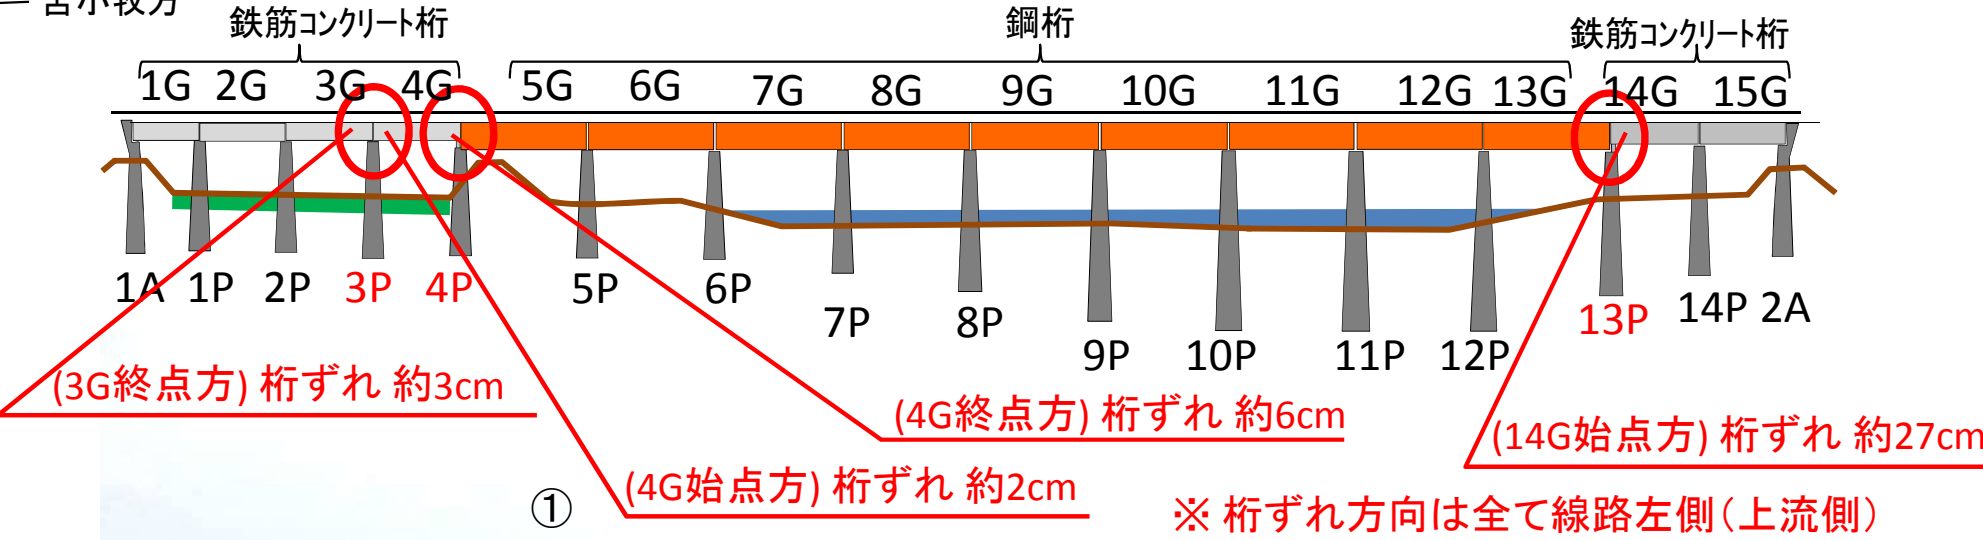 苫小牧方
鉄筋コンクリート桁
鋼桁
鉄筋コンクリート桁
1G 2G 3G 4G 5G 6G 7G 8G 9G 10G 11G 12G 13G 14G 15G
1A 1P 2P 3P 4P 5P 6P 7P 8P 9P 10P 11P 12P 13P 14P 2A
(3G終点方) 桁ずれ 約3cm
(4G終点方) 桁ずれ 約6cm
(14G始点方) 桁ずれ 約27cm
(4G始点方) 桁ずれ 約2cm
①
※ 桁ずれ方向は全て線路左側(上流側)